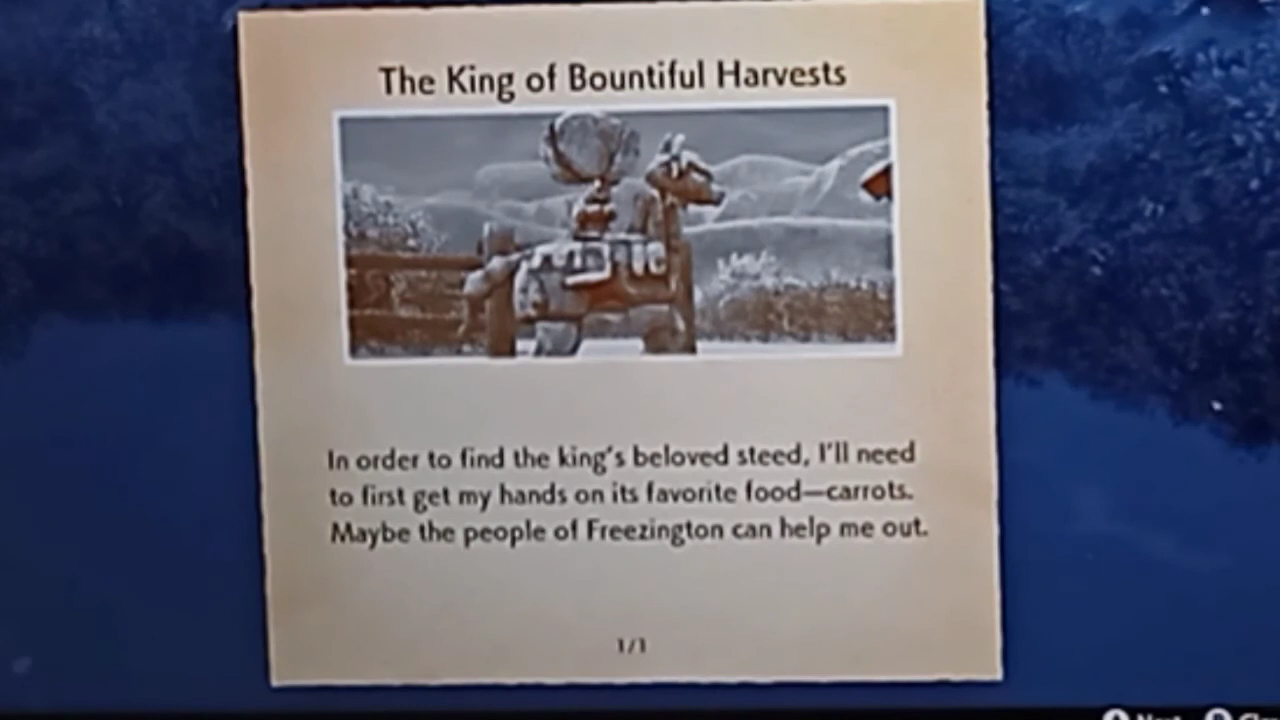 The King of Bountiful Harvests
In order to find the king's beloved steed, I'll need
to first get my hands on its favorite food—carrots.
Maybe the people of Freezington can help me out.
1/1